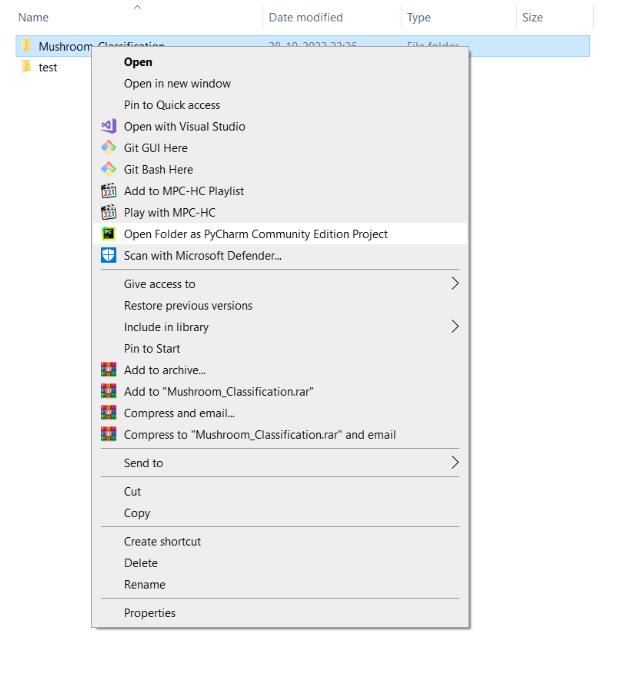 Name Date modified Type Size
Mushroom_Classification 28-10-2022 22:26 File folder
test
Open
Open in new window
Pin to Quick access
Open with Visual Studio
Git GUI Here
Git Bash Here
Add to MPC-HC Playlist
Play with MPC-HC
Open Folder as PyCharm Community Edition Project
Scan with Microsoft Defender...
Give access to
Restore previous versions
Include in library
Pin to Start
Add to archive...
Add to "Mushroom_Classification.rar"
Compress and email...
Compress to "Mushroom_Classification.rar" and email
Send to
Cut
Copy
Create shortcut
Delete
Rename
Properties